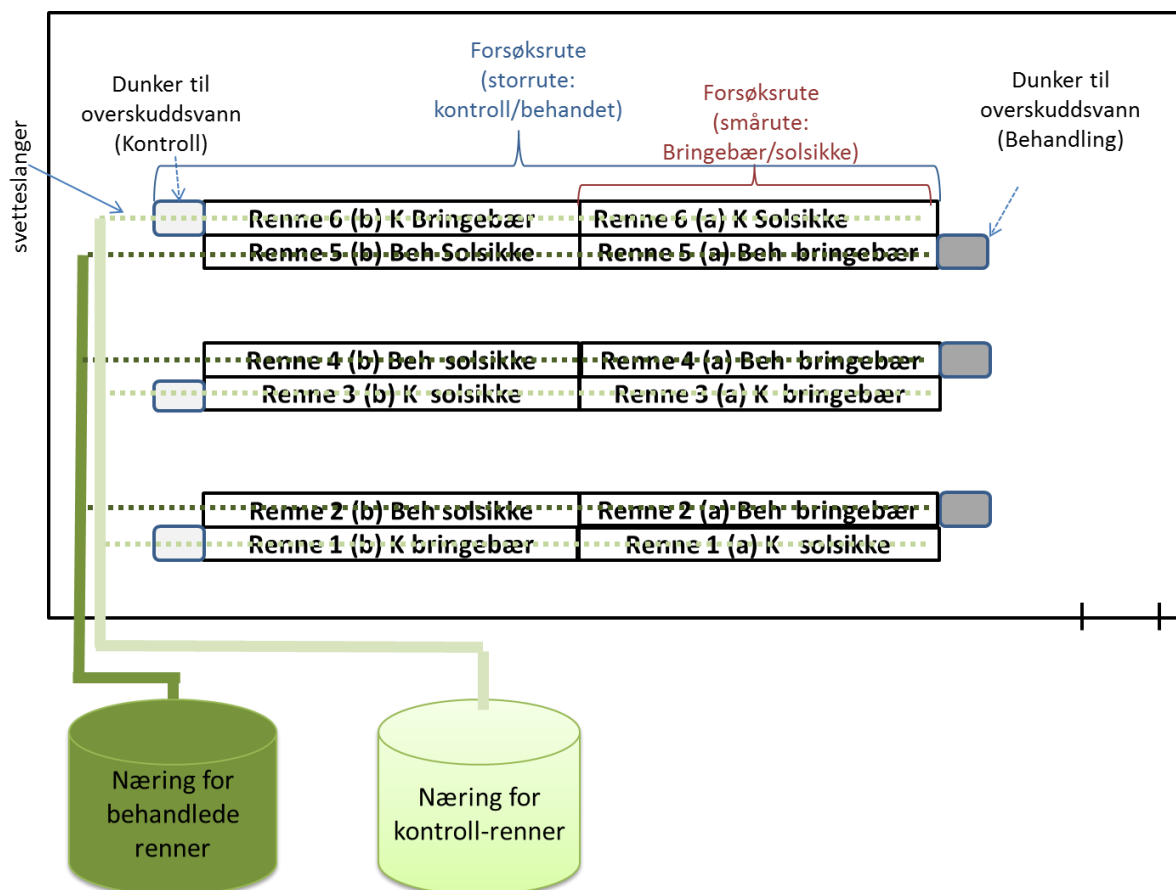 Forsøksrute
(storrute:
kontroll/behandet)
Dunker til
overskuddsvann
(Kontroll)
Forsøksrute
(smårute:
Bringebær/solsikke)
Dunker til
overskuddsvann
(Behandling)
svetteslanger
Renne 6 (b) K Bringebær
Renne 6 (a) K Solsikke
Renne 5 (b) Beh Solsikke
Renne 5 (a) Beh bringebær
Renne 4 (b) Beh solsikke
Renne 4 (a) Beh bringebær
Renne 3 (b) K solsikke
Renne 3 (a) K bringebær
Renne 2 (b) Beh solsikke
Renne 2 (a) Beh bringebær
Renne 1 (b) K bringebær
Renne 1 (a) K solsikke
Næring for
behandlede
renner
Næring for
kontroll-renner